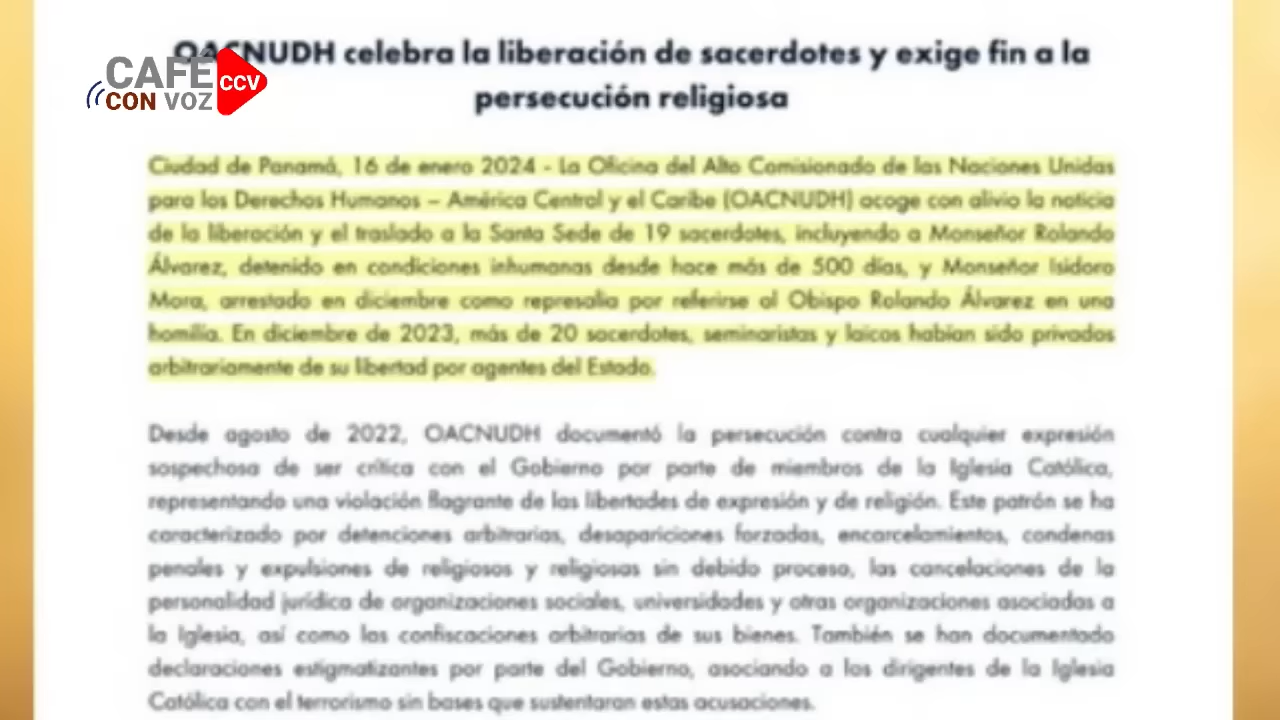 OACNUDH celebra la liberación de sacerdotes y exige fin a la
persecución religiosa
CAFÉ
CON VOZ
CCV
Ciudad de Panamá, 16 de enero 2024 - La Oficina del Alto Comisionado de las Naciones Unidas
para los Derechos Humanos – América Central y el Caribe (OACNUDH) acoge con alivio la noticia
de la liberación y el traslado a la Santa Sede de 19 sacerdotes, incluyendo a Monseñor Rolando
Álvarez, detenido en condiciones inhumanas desde hace más de 500 días, y Monseñor Isidoro
Mora, arrestado en diciembre como represalia por referirse al Obispo Rolando Álvarez en una
homilía. En diciembre de 2023, más de 20 sacerdotes, seminaristas y laicos habían sido privados
arbitrariamente de su libertad por agentes del Estado.
Desde agosto de 2022, OACNUDH documentó la persecución contra cualquier expresión
sospechosa de ser crítica con el Gobierno por parte de miembros de la Iglesia Católica,
representando una violación flagrante de las libertades de expresión y de religión. Este patrón se ha
caracterizado por detenciones arbitrarias, desapariciones forzadas, encarcelamientos, condenas
penales y expulsiones de religiosos y religiosas sin debido proceso, las cancelaciones de la
personalidad jurídica de organizaciones sociales, universidades y otras organizaciones asociadas a
la Iglesia, así como las confiscaciones arbitrarias de sus bienes. También se han documentado
declaraciones estigmatizantes por parte del Gobierno, asociando a los dirigentes de la Iglesia
Católica con el terrorismo sin bases que sustentaran estas acusaciones.